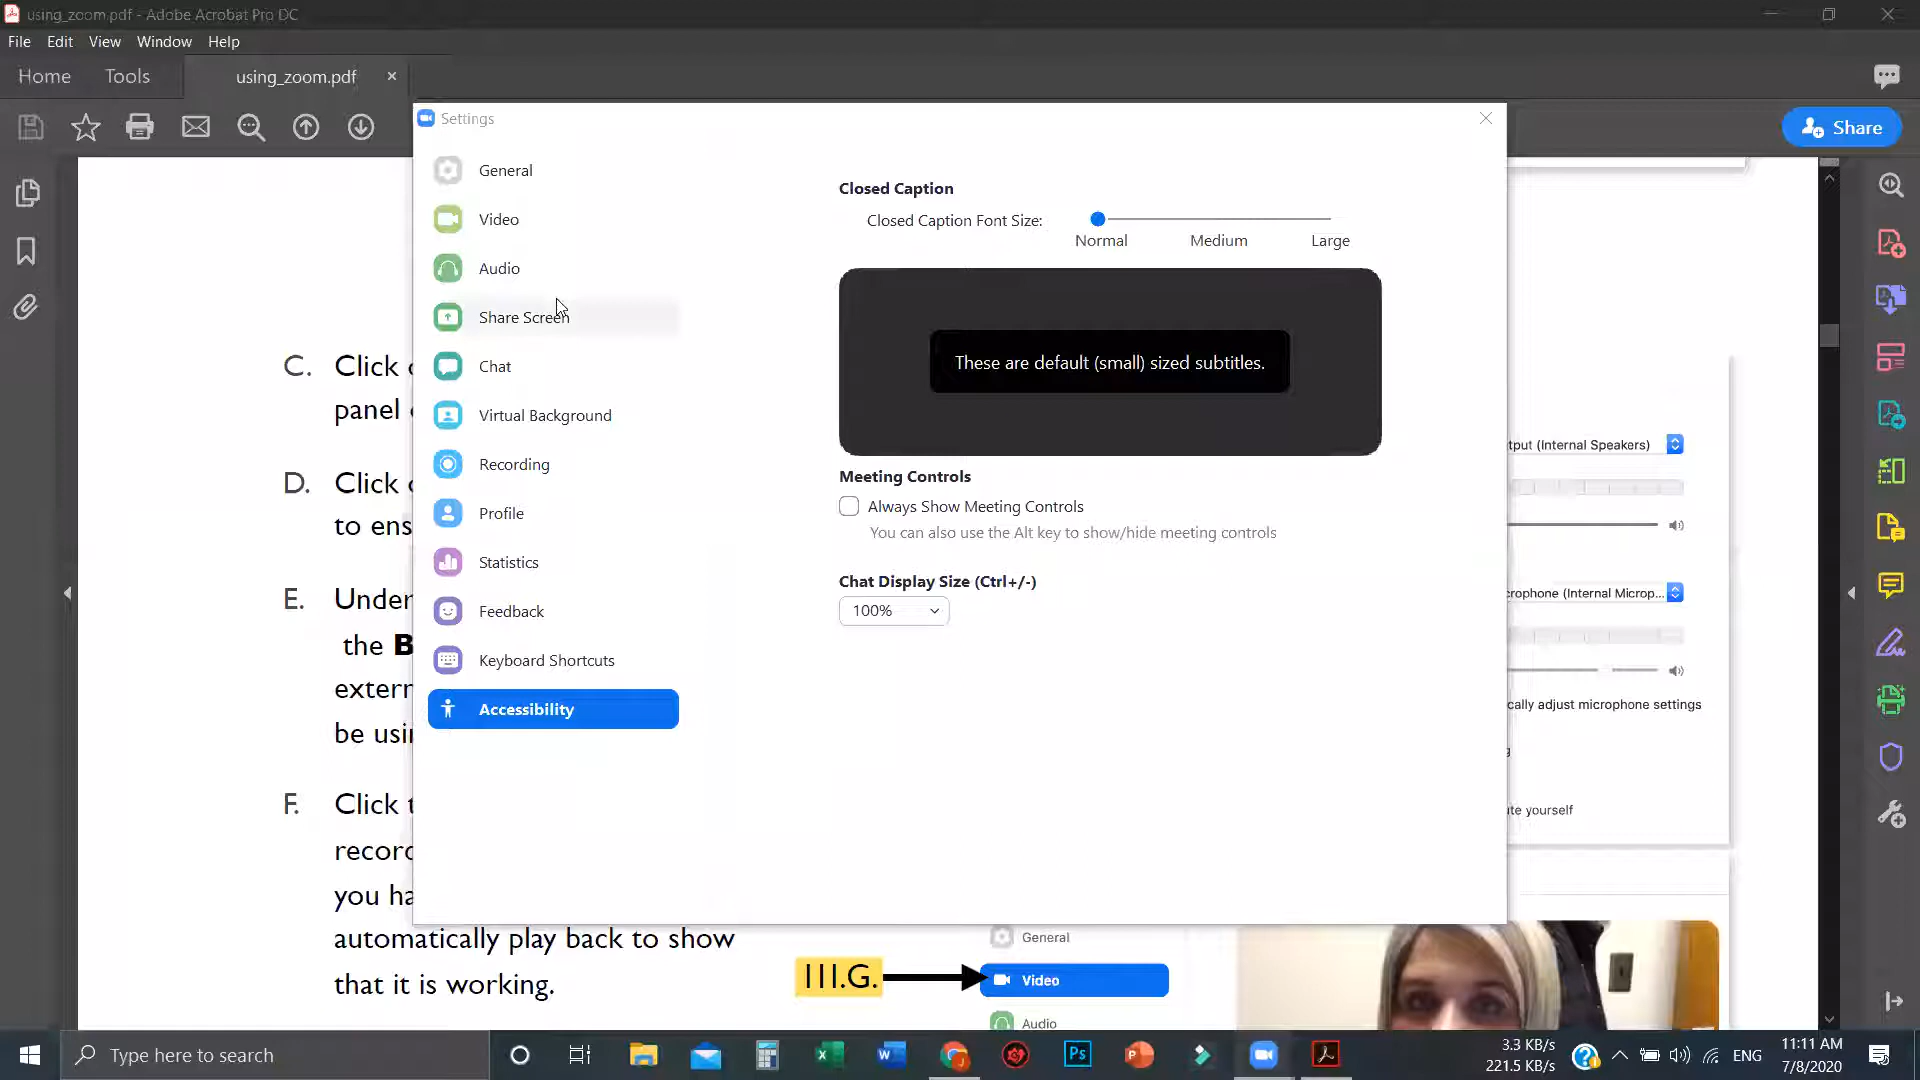 using_zoom.pdf - Adobe Acrobat Pro DC
File Edit View Window Help
Home Tools using_zoom.pdf
Share
Settings
General
Video
Audio
Share Screen
Chat
Virtual Background
Recording
Profile
Statistics
Feedback
Keyboard Shortcuts
Accessibility
Closed Caption
Closed Caption Font Size:
Normal Medium Large
These are default (small) sized subtitles.
Meeting Controls
Always Show Meeting Controls
You can also use the Alt key to show/hide meeting controls
Chat Display Size (Ctrl+/-)
100%
C. Click
panel
D. Click
to ens
E. Under
the B
extern
be usi
F. Click t
record
you ha
automatically play back to show
that it is working.
tput (Internal Speakers)
crophone (Internal Microp...
cally adjust microphone settings
ute yourself
General
III.G. Video
Audio
Type here to search
3.3 KB/s
221.5 KB/s
ENG
11:11 AM
7/8/2020